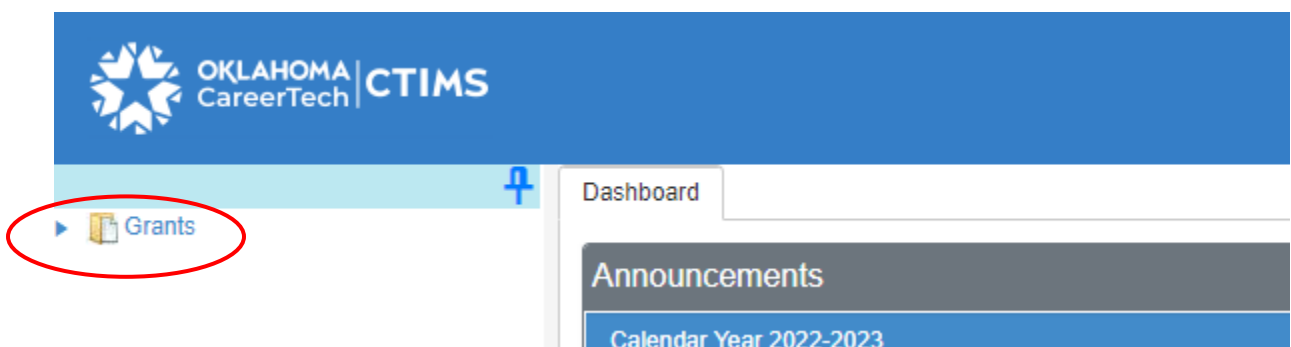 OKLAHOMA
CareerTech
CTIMS
Grants
Dashboard
Announcements
Calendar Year 2022-2023